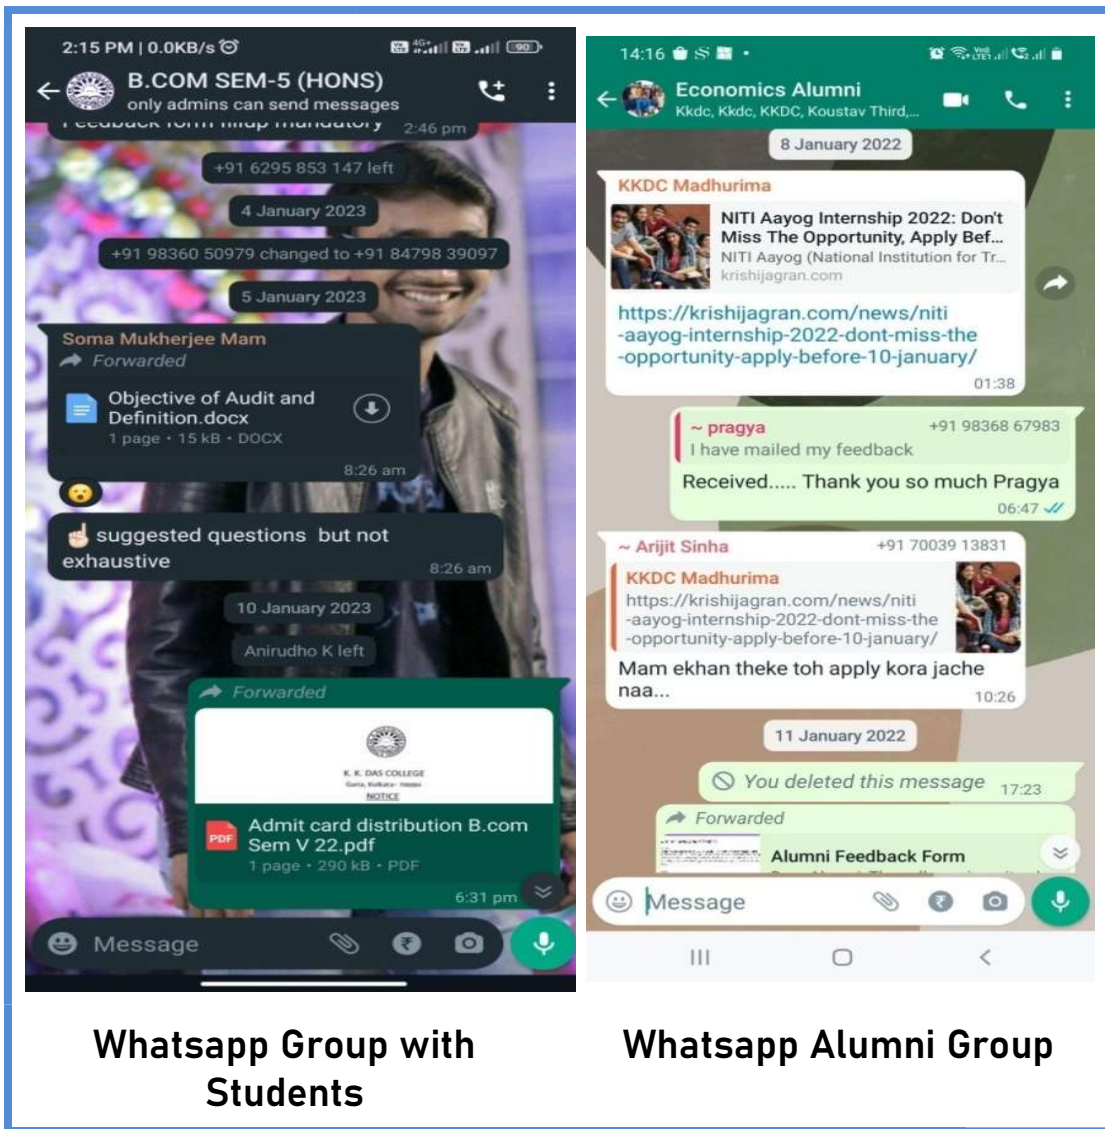 2:15 PM | 0.0KB/s
4G+
90
B.COM SEM-5 (HONS)
only admins can send messages
Feedback form fillup mandatory 2:46 pm
+91 6295 853 147 left
4 January 2023
+91 98360 50979 changed to +91 84798 39097
5 January 2023
Soma Mukherjee Mam
Forwarded
Objective of Audit and
Definition.docx
1 page • 15 kB • DOCX
8:26 am
suggested questions but not
exhaustive 8:26 am
10 January 2023
Anirudho K left
Forwarded
K. K. DAS COLLEGE
Garia, Kolkata-
NOTICE
PDF
Admit card distribution B.com
Sem V 22.pdf
1 page • 290 kB • PDF
6:31 pm
Message
Whatsapp Group with
Students
14:16
Economics Alumni
Kkdc, Kkdc, KKDC, Koustav Third,...
8 January 2022
KKDC Madhurima
NITI Aayog Internship 2022: Don't
Miss The Opportunity, Apply Bef...
NITI Aayog (National Institution for Tr...
krishijagran.com
https://krishijagran.com/news/niti
-aayog-internship-2022-dont-miss-the
-opportunity-apply-before-10-january/
01:38
~ pragya +91 98368 67983
I have mailed my feedback
Received..... Thank you so much Pragya
06:47
~ Arijit Sinha +91 70039 13831
KKDC Madhurima
https://krishijagran.com/news/niti
-aayog-internship-2022-dont-miss-the
-opportunity-apply-before-10-january/
Mam ekhan theke toh apply kora jache
naa... 10:26
11 January 2022
You deleted this message 17:23
Forwarded
Alumni Feedback Form
Message
Whatsapp Alumni Group